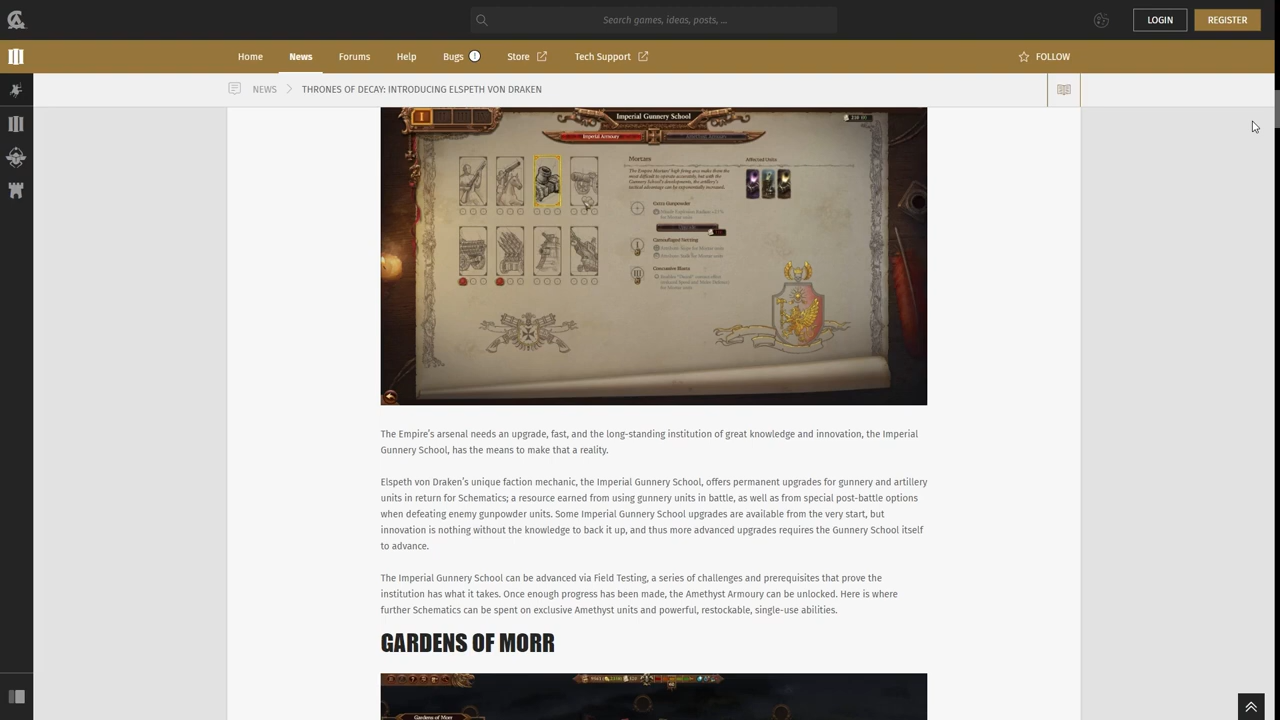 Search games, ideas, posts, ...
LOGIN
REGISTER
Home
News
Forums
Help
Bugs
Store
Tech Support
FOLLOW
NEWS
THRONES OF DECAY: INTRODUCING ELSPETH VON DRAKEN
I
Imperial Gunnery School
Imperial Armoury
Mortars
Affected Units
The Empire's arsenal needs an upgrade, fast, and the long-standing institution of great knowledge and innovation, the Imperial
Gunnery School, has the means to make that a reality.
Elspeth von Draken's unique faction mechanic, the Imperial Gunnery School, offers permanent upgrades for gunnery and artillery
units in return for Schematics; a resource earned from using gunnery units in battle, as well as from special post-battle options
when defeating enemy gunpowder units. Some Imperial Gunnery School upgrades are available from the very start, but
innovation is nothing without the knowledge to back it up, and thus more advanced upgrades requires the Gunnery School itself
to advance.
The Imperial Gunnery School can be advanced via Field Testing, a series of challenges and prerequisites that prove the
institution has what it takes. Once enough progress has been made, the Amethyst Armoury can be unlocked. Here is where
further Schematics can be spent on exclusive Amethyst units and powerful, restockable, single-use abilities.
GARDENS OF MORR
Gardens of Morr